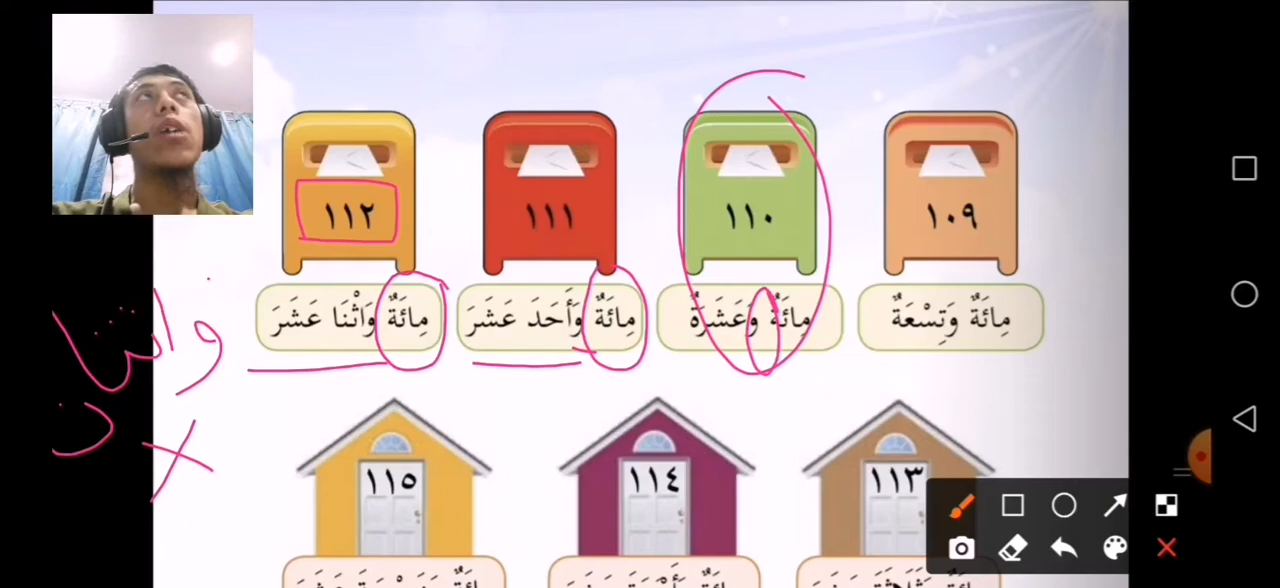 ١٠٩ ١١٠ ١١١ ١١٢
مِائَةٌ وَتِسْعَةٌ
مِائَةٌ وَعَشَرَةٌ
مِائَةٌ وَأَحَدَ عَشَرَ
مِائَةٌ وَاثْنَا عَشَرَ
١١٣ ١١٤ ١١٥